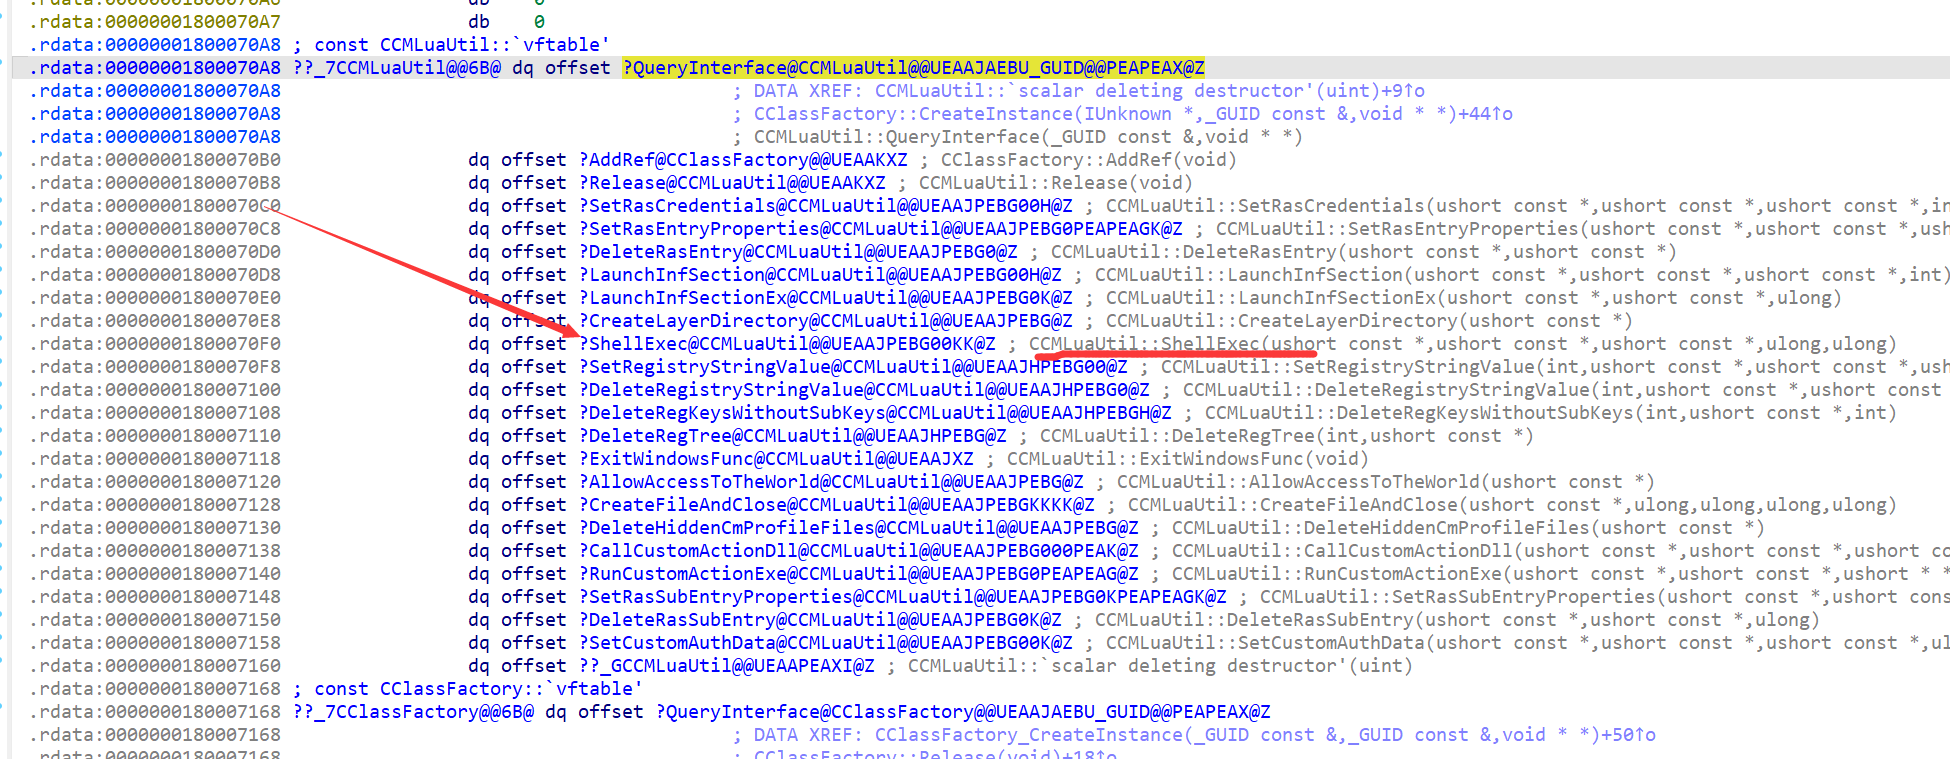 .rdata:00000001800070A6 db 0
.rdata:00000001800070A7 db 0
.rdata:00000001800070A8 ; const CCMLuaUtil::`vftable'
.rdata:00000001800070A8 ??_7CCMLuaUtil@@6B@ dq offset ?QueryInterface@CCMLuaUtil@@UEAAJAEBU_GUID@@PEAPEAX@Z
.rdata:00000001800070A8 ; DATA XREF: CCMLuaUtil::`scalar deleting destructor'(uint)+9↑o
.rdata:00000001800070A8 ; CClassFactory::CreateInstance(IUnknown *,_GUID const &,void * *)+44↑o
.rdata:00000001800070A8 ; CCMLuaUtil::QueryInterface(_GUID const &,void * *)
.rdata:00000001800070B0 dq offset ?AddRef@CClassFactory@@UEAAKXZ ; CClassFactory::AddRef(void)
.rdata:00000001800070B8 dq offset ?Release@CCMLuaUtil@@UEAAKXZ ; CCMLuaUtil::Release(void)
.rdata:00000001800070C0 dq offset ?SetRasCredentials@CCMLuaUtil@@UEAAJPEBG00H@Z ; CCMLuaUtil::SetRasCredentials(ushort const *,ushort const *,ushort const *,in
.rdata:00000001800070C8 dq offset ?SetRasEntryProperties@CCMLuaUtil@@UEAAJPEBG0PEAPEAGK@Z ; CCMLuaUtil::SetRasEntryProperties(ushort const *,ushort const *,ush
.rdata:00000001800070D0 dq offset ?DeleteRasEntry@CCMLuaUtil@@UEAAJPEBG0@Z ; CCMLuaUtil::DeleteRasEntry(ushort const *,ushort const *)
.rdata:00000001800070D8 dq offset ?LaunchInfSection@CCMLuaUtil@@UEAAJPEBG00H@Z ; CCMLuaUtil::LaunchInfSection(ushort const *,ushort const *,ushort const *,int)
.rdata:00000001800070E0 dq offset ?LaunchInfSectionEx@CCMLuaUtil@@UEAAJPEBG0K@Z ; CCMLuaUtil::LaunchInfSectionEx(ushort const *,ushort const *,ulong)
.rdata:00000001800070E8 dq offset ?CreateLayerDirectory@CCMLuaUtil@@UEAAJPEBG@Z ; CCMLuaUtil::CreateLayerDirectory(ushort const *)
.rdata:00000001800070F0 dq offset ?ShellExec@CCMLuaUtil@@UEAAJPEBG00KK@Z ; CCMLuaUtil::ShellExec(ushort const *,ushort const *,ushort const *,ulong,ulong)
.rdata:00000001800070F8 dq offset ?SetRegistryStringValue@CCMLuaUtil@@UEAAJHPEBG00@Z ; CCMLuaUtil::SetRegistryStringValue(int,ushort const *,ushort const *,us
.rdata:0000000180007100 dq offset ?DeleteRegistryStringValue@CCMLuaUtil@@UEAAJHPEBG0@Z ; CCMLuaUtil::DeleteRegistryStringValue(int,ushort const *,ushort const
.rdata:0000000180007108 dq offset ?DeleteRegKeysWithoutSubKeys@CCMLuaUtil@@UEAAJHPEBGH@Z ; CCMLuaUtil::DeleteRegKeysWithoutSubKeys(int,ushort const *,int)
.rdata:0000000180007110 dq offset ?DeleteRegTree@CCMLuaUtil@@UEAAJHPEBG@Z ; CCMLuaUtil::DeleteRegTree(int,ushort const *)
.rdata:0000000180007118 dq offset ?ExitWindowsFunc@CCMLuaUtil@@UEAAJXZ ; CCMLuaUtil::ExitWindowsFunc(void)
.rdata:0000000180007120 dq offset ?AllowAccessToTheWorld@CCMLuaUtil@@UEAAJPEBG@Z ; CCMLuaUtil::AllowAccessToTheWorld(ushort const *)
.rdata:0000000180007128 dq offset ?CreateFileAndClose@CCMLuaUtil@@UEAAJPEBGKKKK@Z ; CCMLuaUtil::CreateFileAndClose(ushort const *,ulong,ulong,ulong,ulong)
.rdata:0000000180007130 dq offset ?DeleteHiddenCmProfileFiles@CCMLuaUtil@@UEAAJPEBG@Z ; CCMLuaUtil::DeleteHiddenCmProfileFiles(ushort const *)
.rdata:0000000180007138 dq offset ?CallCustomActionDll@CCMLuaUtil@@UEAAJPEBG000PEAK@Z ; CCMLuaUtil::CallCustomActionDll(ushort const *,ushort const *,ushort co
.rdata:0000000180007140 dq offset ?RunCustomActionExe@CCMLuaUtil@@UEAAJPEBG0PEAPEAG@Z ; CCMLuaUtil::RunCustomActionExe(ushort const *,ushort const *,ushort * *
.rdata:0000000180007148 dq offset ?SetRasSubEntryProperties@CCMLuaUtil@@UEAAJPEBG0KPEAPEAGK@Z ; CCMLuaUtil::SetRasSubEntryProperties(ushort const *,ushort cons
.rdata:0000000180007150 dq offset ?DeleteRasSubEntry@CCMLuaUtil@@UEAAJPEBG0K@Z ; CCMLuaUtil::DeleteRasSubEntry(ushort const *,ushort const *,ulong)
.rdata:0000000180007158 dq offset ?SetCustomAuthData@CCMLuaUtil@@UEAAJPEBG00K@Z ; CCMLuaUtil::SetCustomAuthData(ushort const *,ushort const *,ushort const *,ul
.rdata:0000000180007160 dq offset ??_GCCMLuaUtil@@UEAAPEAXI@Z ; CCMLuaUtil::`scalar deleting destructor'(uint)
.rdata:0000000180007168 ; const CClassFactory::`vftable'
.rdata:0000000180007168 ??_7CClassFactory@@6B@ dq offset ?QueryInterface@CClassFactory@@UEAAJAEBU_GUID@@PEAPEAX@Z
.rdata:0000000180007168 ; DATA XREF: CClassFactory_CreateInstance(_GUID const &,_GUID const &,void * *)+50↑o
.rdata:0000000180007168 ; CClassFactory::Release(void)+18↑o